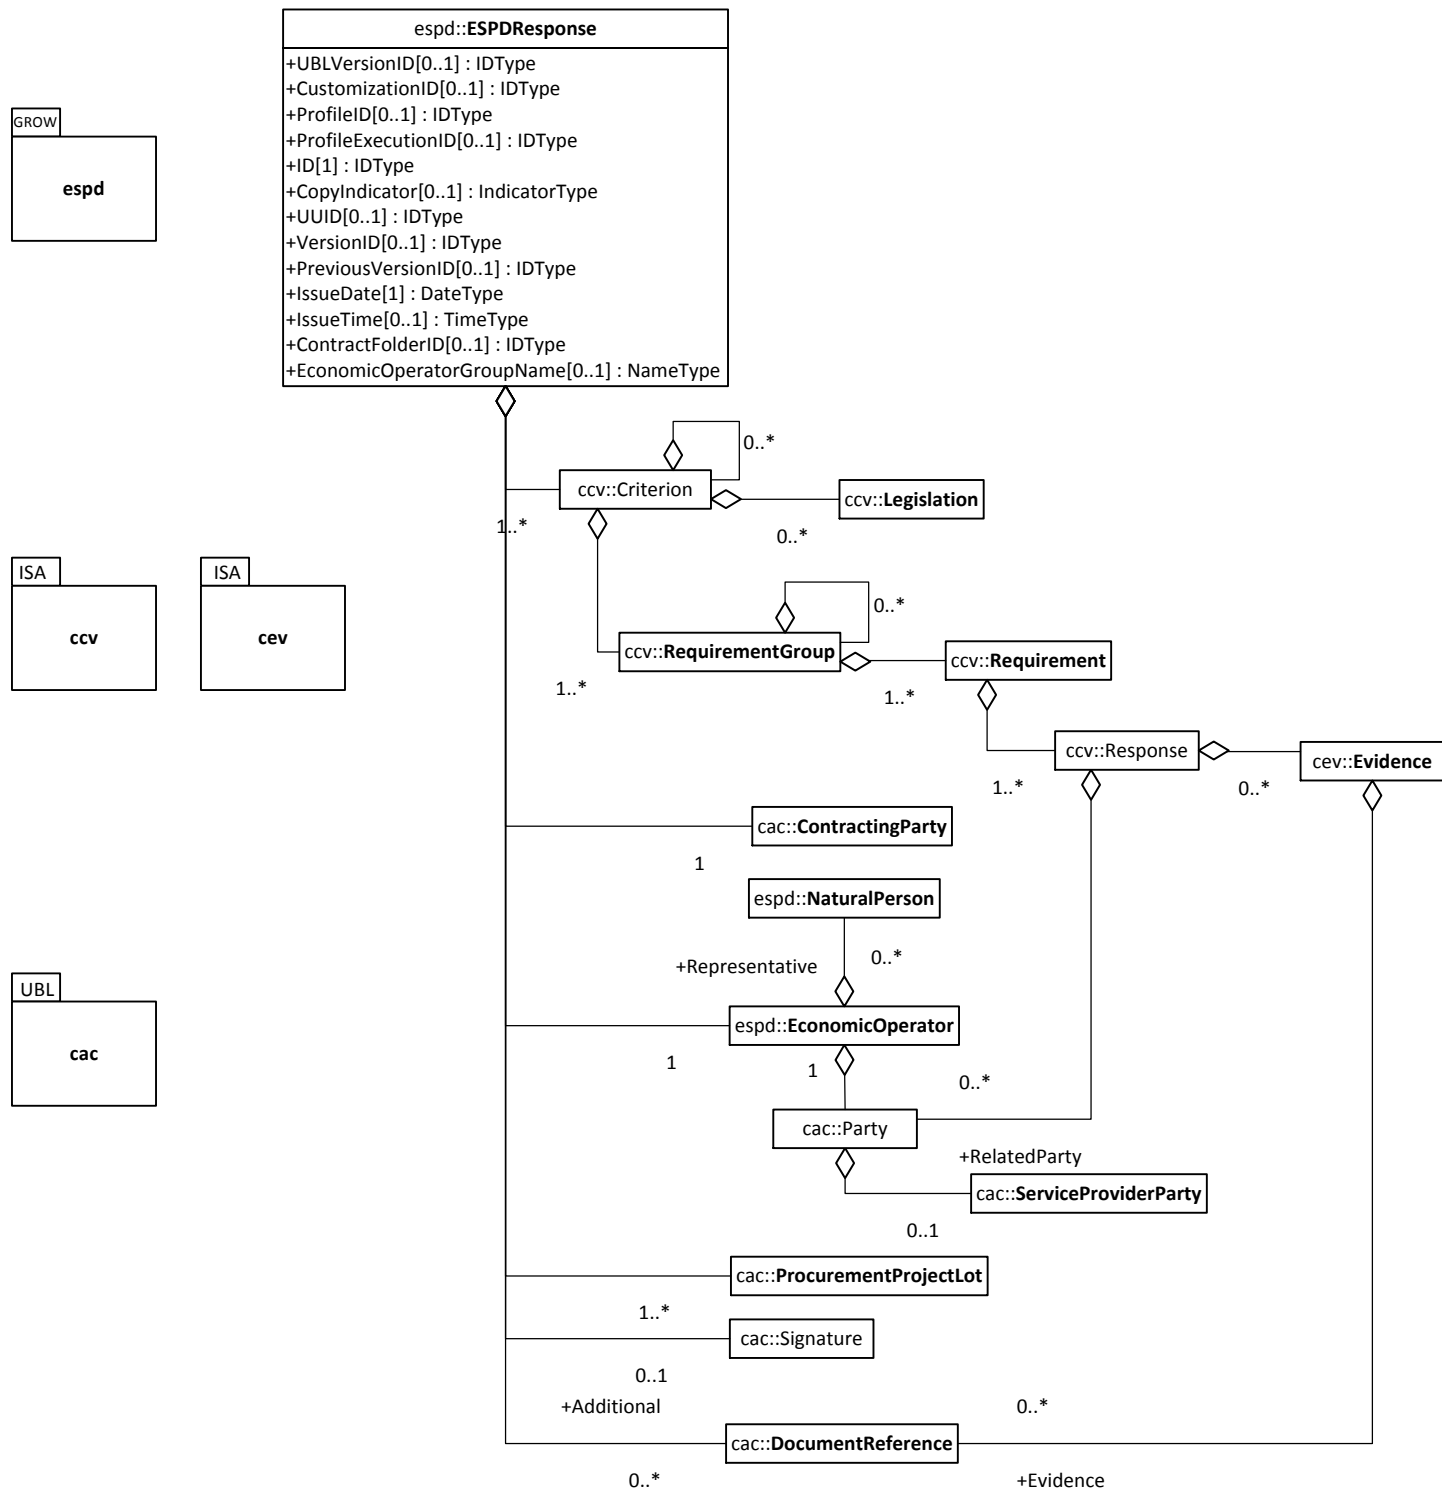 espd::ESPDResponse
+UBLVersionID[0..1] : IDType
+CustomizationID[0..1] : IDType
+ProfileID[0..1] : IDType
+ProfileExecutionID[0..1] : IDType
+ID[1] : IDType
+CopyIndicator[0..1] : IndicatorType
+UUID[0..1] : IDType
+VersionID[0..1] : IDType
+PreviousVersionID[0..1] : IDType
+IssueDate[1] : DateType
+IssueTime[0..1] : TimeType
+ContractFolderID[0..1] : IDType
+EconomicOperatorGroupName[0..1] : NameType
GROW
espd
0..*
ccv::Criterion
ccv::Legislation
1..*
0..*
ISA
ccv
ISA
cev
0..*
ccv::RequirementGroup
ccv::Requirement
1..*
1..*
ccv::Response
cev::Evidence
1..*
0..*
cac::ContractingParty
1
espd::NaturalPerson
0..*
+Representative
UBL
cac
espd::EconomicOperator
1
1
0..*
cac::Party
+RelatedParty
cac::ServiceProviderParty
0..1
cac::ProcurementProjectLot
1..*
cac::Signature
0..1
+Additional
0..*
cac::DocumentReference
0..*
+Evidence